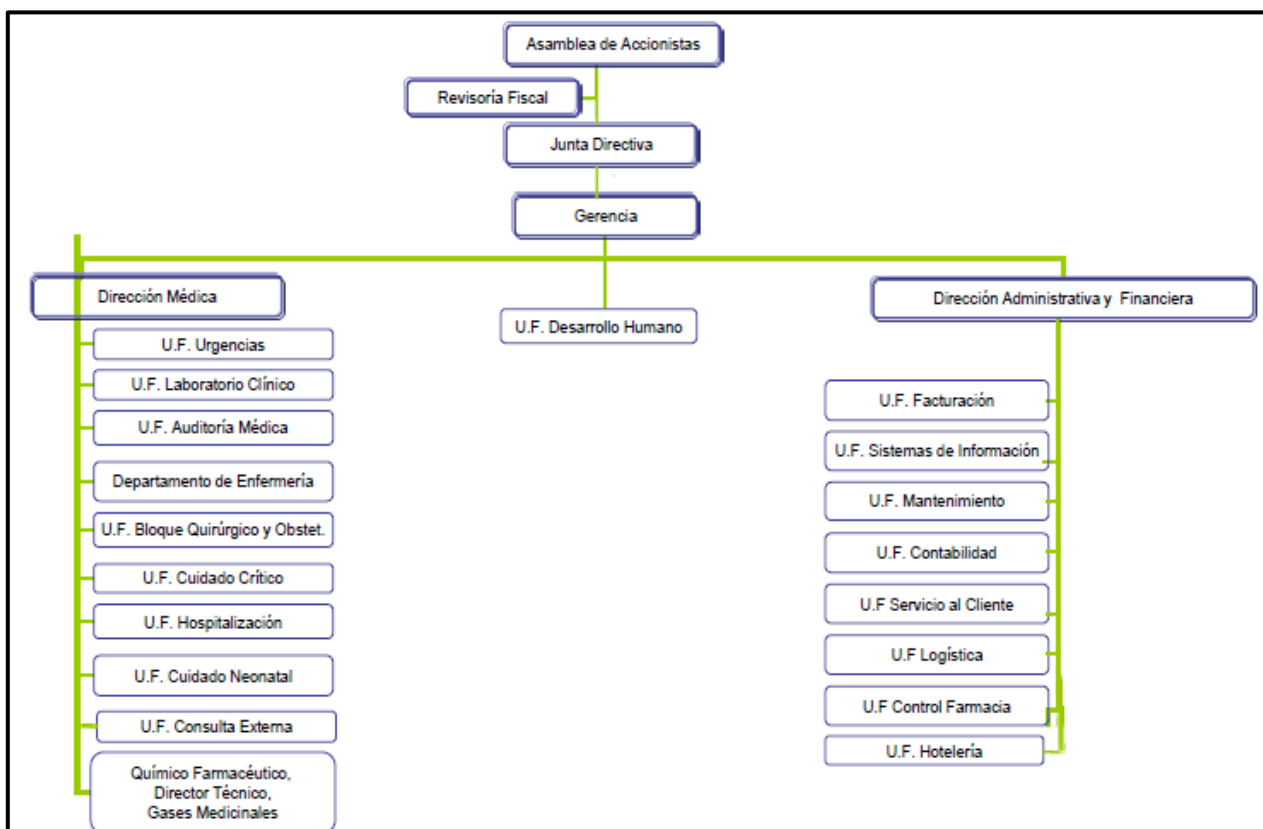 Asamblea de Accionistas
Revisoría Fiscal
Junta Directiva
Gerencia
Dirección Médica
U.F. Urgencias
U.F. Laboratorio Clínico
U.F. Auditoría Médica
Departamento de Enfermería
U.F. Bloque Quirúrgico y Obstet.
U.F. Cuidado Crítico
U.F. Hospitalización
U.F. Cuidado Neonatal
U.F. Consulta Externa
Químico Farmacéutico,
Director Técnico,
Gases Medicinales
U.F. Desarrollo Humano
Dirección Administrativa y Financiera
U.F. Facturación
U.F. Sistemas de Información
U.F. Mantenimiento
U.F. Contabilidad
U.F Servicio al Cliente
U.F Logística
U.F Control Farmacia
U.F. Hotelería